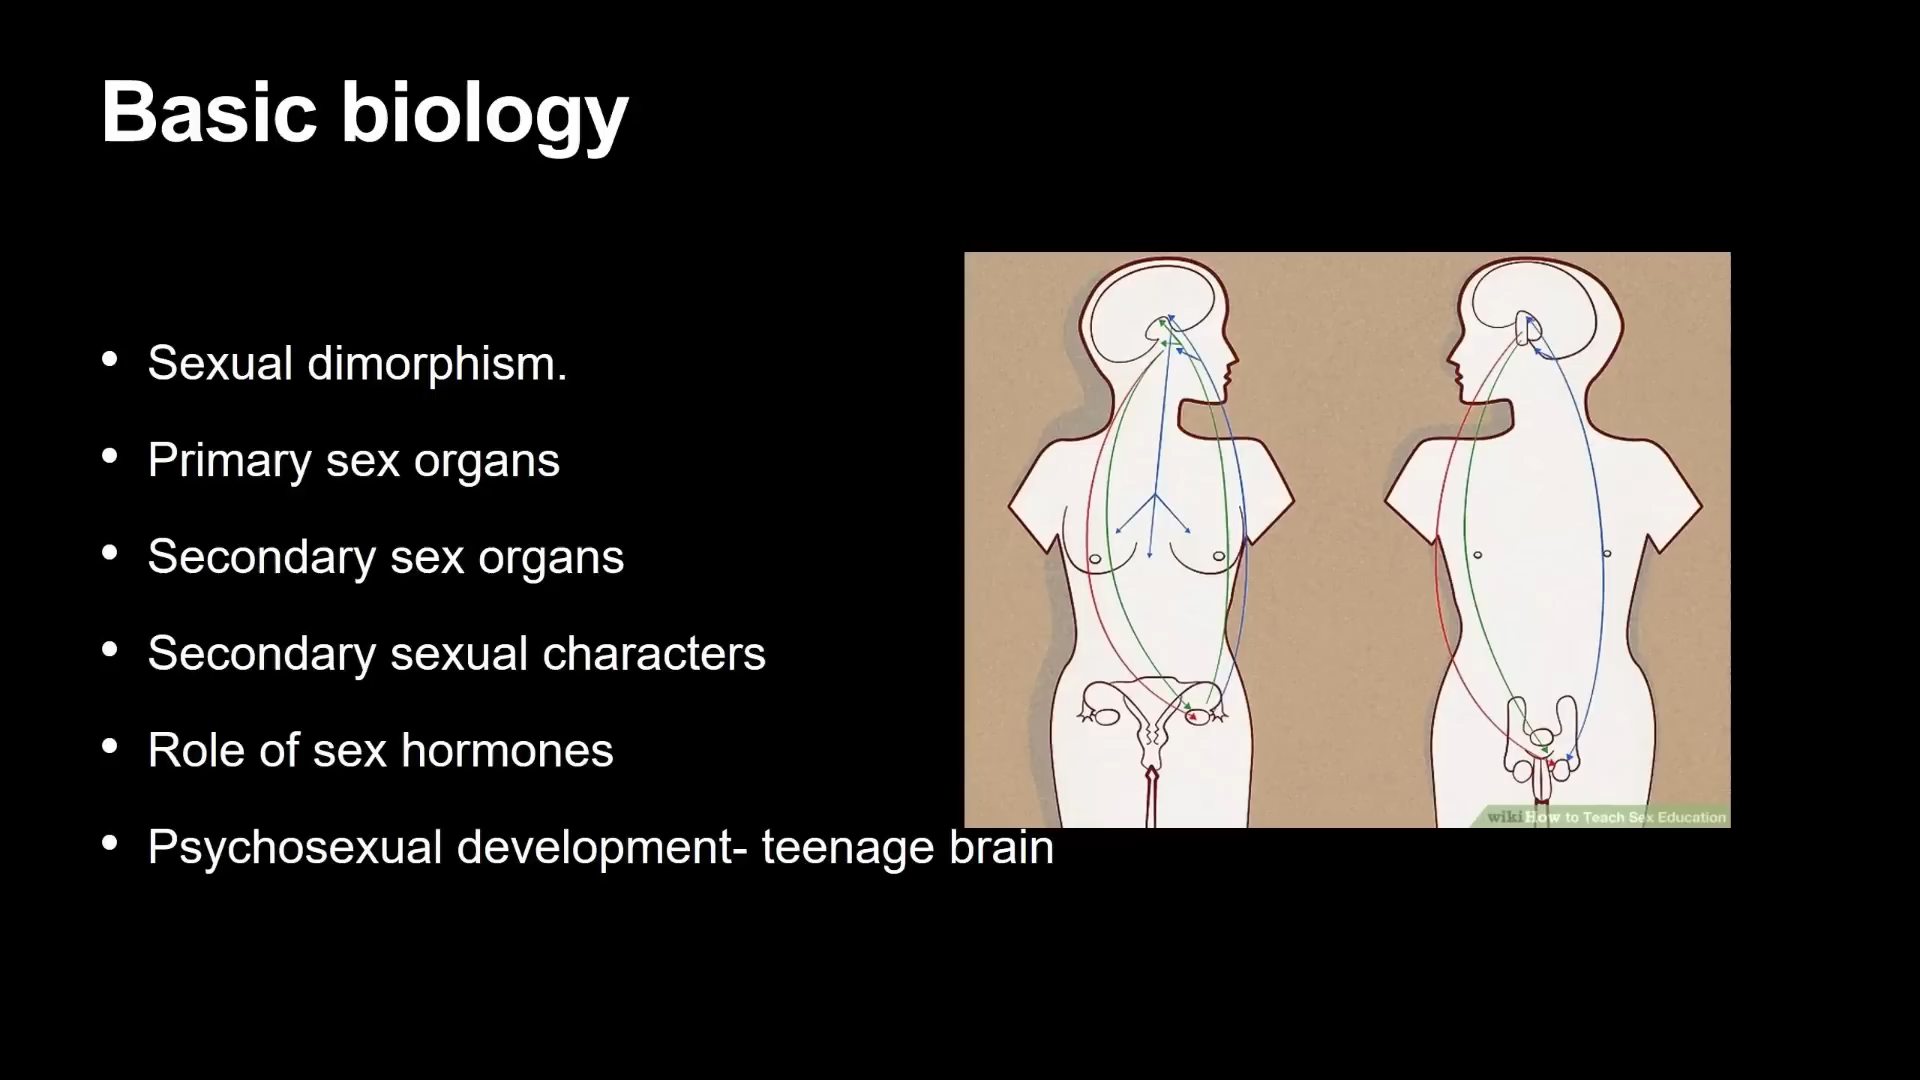 Basic biology
• Sexual dimorphism.
• Primary sex organs
• Secondary sex organs
• Secondary sexual characters
• Role of sex hormones
• Psychosexual development- teenage brain
wikiHow to Teach Sex Education